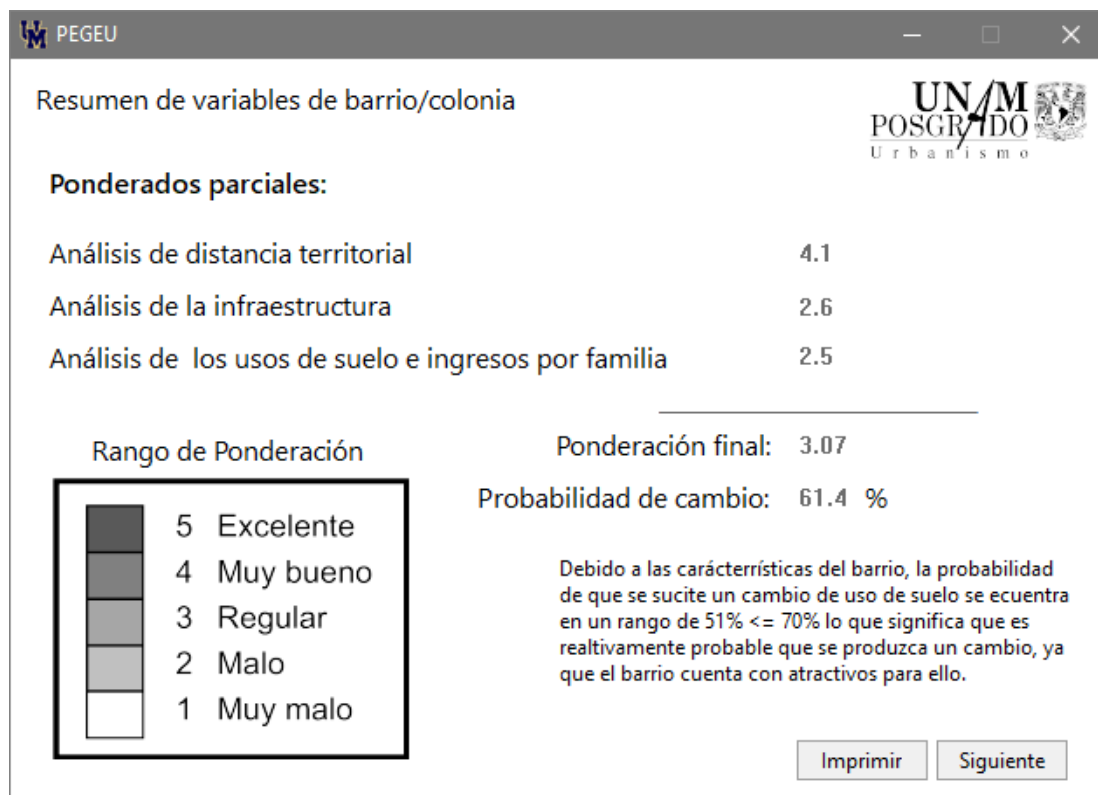 PEGEU
Resumen de variables de barrio/colonia
UNAM
POSGRADO
Urbanismo
Ponderados parciales:
Análisis de distancia territorial 4.1
Análisis de la infraestructura 2.6
Análisis de  los usos de suelo e ingresos por familia 2.5
Ponderación final: 3.07
Probabilidad de cambio: 61.4 %
Rango de Ponderación
5 Excelente
4 Muy bueno
3 Regular
2 Malo
1 Muy malo
Debido a las carácterrísticas del barrio, la probabilidad
de que se sucite un cambio de uso de suelo se ecuentra
en un rango de 51% <= 70% lo que significa que es
realtivamente probable que se produzca un cambio, ya
que el barrio cuenta con atractivos para ello.
Imprimir Siguiente